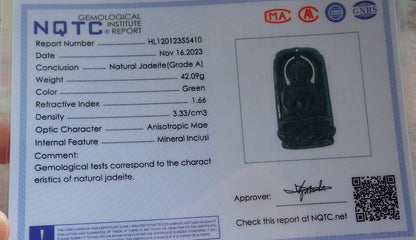 NQTC GEMOLOGICAL INSTITUTE REPORT
MA
GNRS
Report Number HL12012355410
Date Nov 16,2023
Conclusion Natural Jadeite(Grade A)
Weight 42.09g
Color Green
Refractive Index 1.66
Density 3.33/cm3
Optic Character Anisotropic Mae
Internal Feature Mineral Inclusi
Comment:
Gemological tests correspond to the charact
eristics of natural jadeite.
Approver:
Check this report at NQTC.net